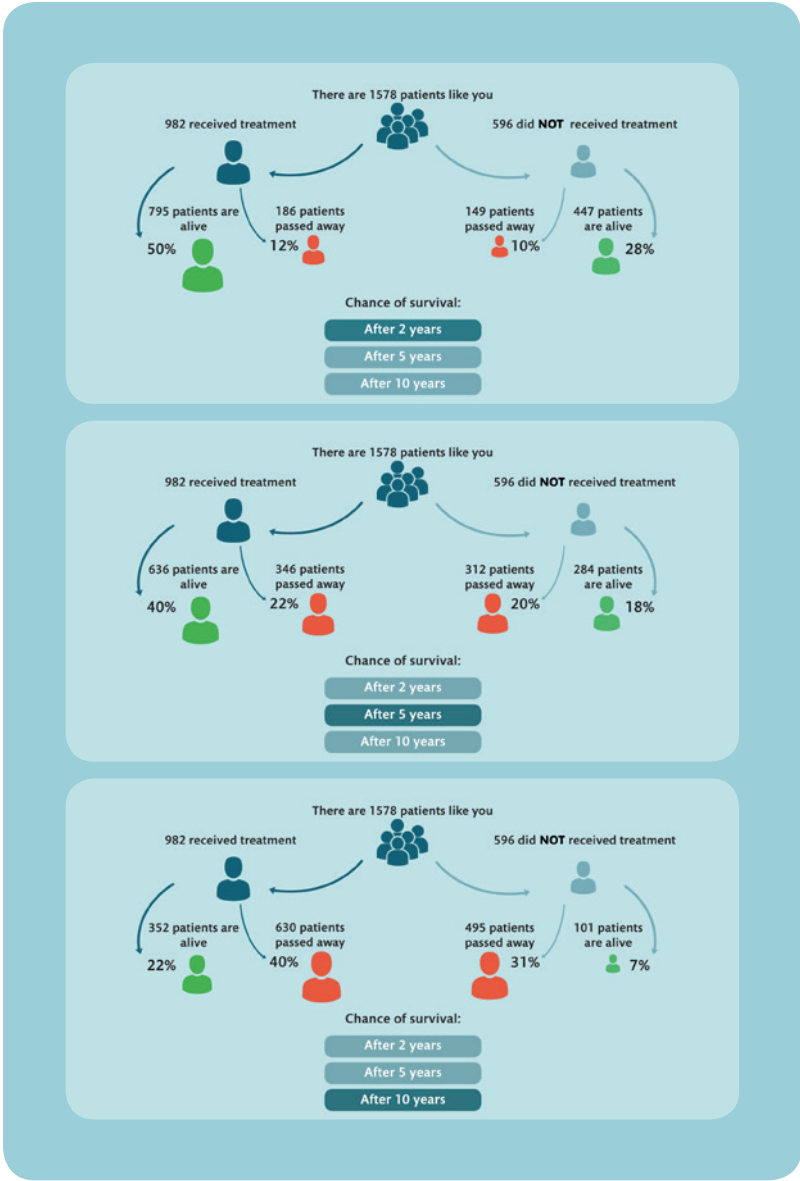 There are 1578 patients like you
982 received treatment
596 did NOT received treatment
795 patients are
alive
50%
186 patients
passed away
12%
149 patients
passed away
10%
447 patients
are alive
28%
Chance of survival:
After 2 years
After 5 years
After 10 years
There are 1578 patients like you
982 received treatment
596 did NOT received treatment
636 patients are
alive
40%
346 patients
passed away
22%
312 patients
passed away
20%
284 patients
are alive
18%
Chance of survival:
After 2 years
After 5 years
After 10 years
There are 1578 patients like you
982 received treatment
596 did NOT received treatment
352 patients are
alive
22%
630 patients
passed away
40%
495 patients
passed away
31%
101 patients
are alive
7%
Chance of survival:
After 2 years
After 5 years
After 10 years